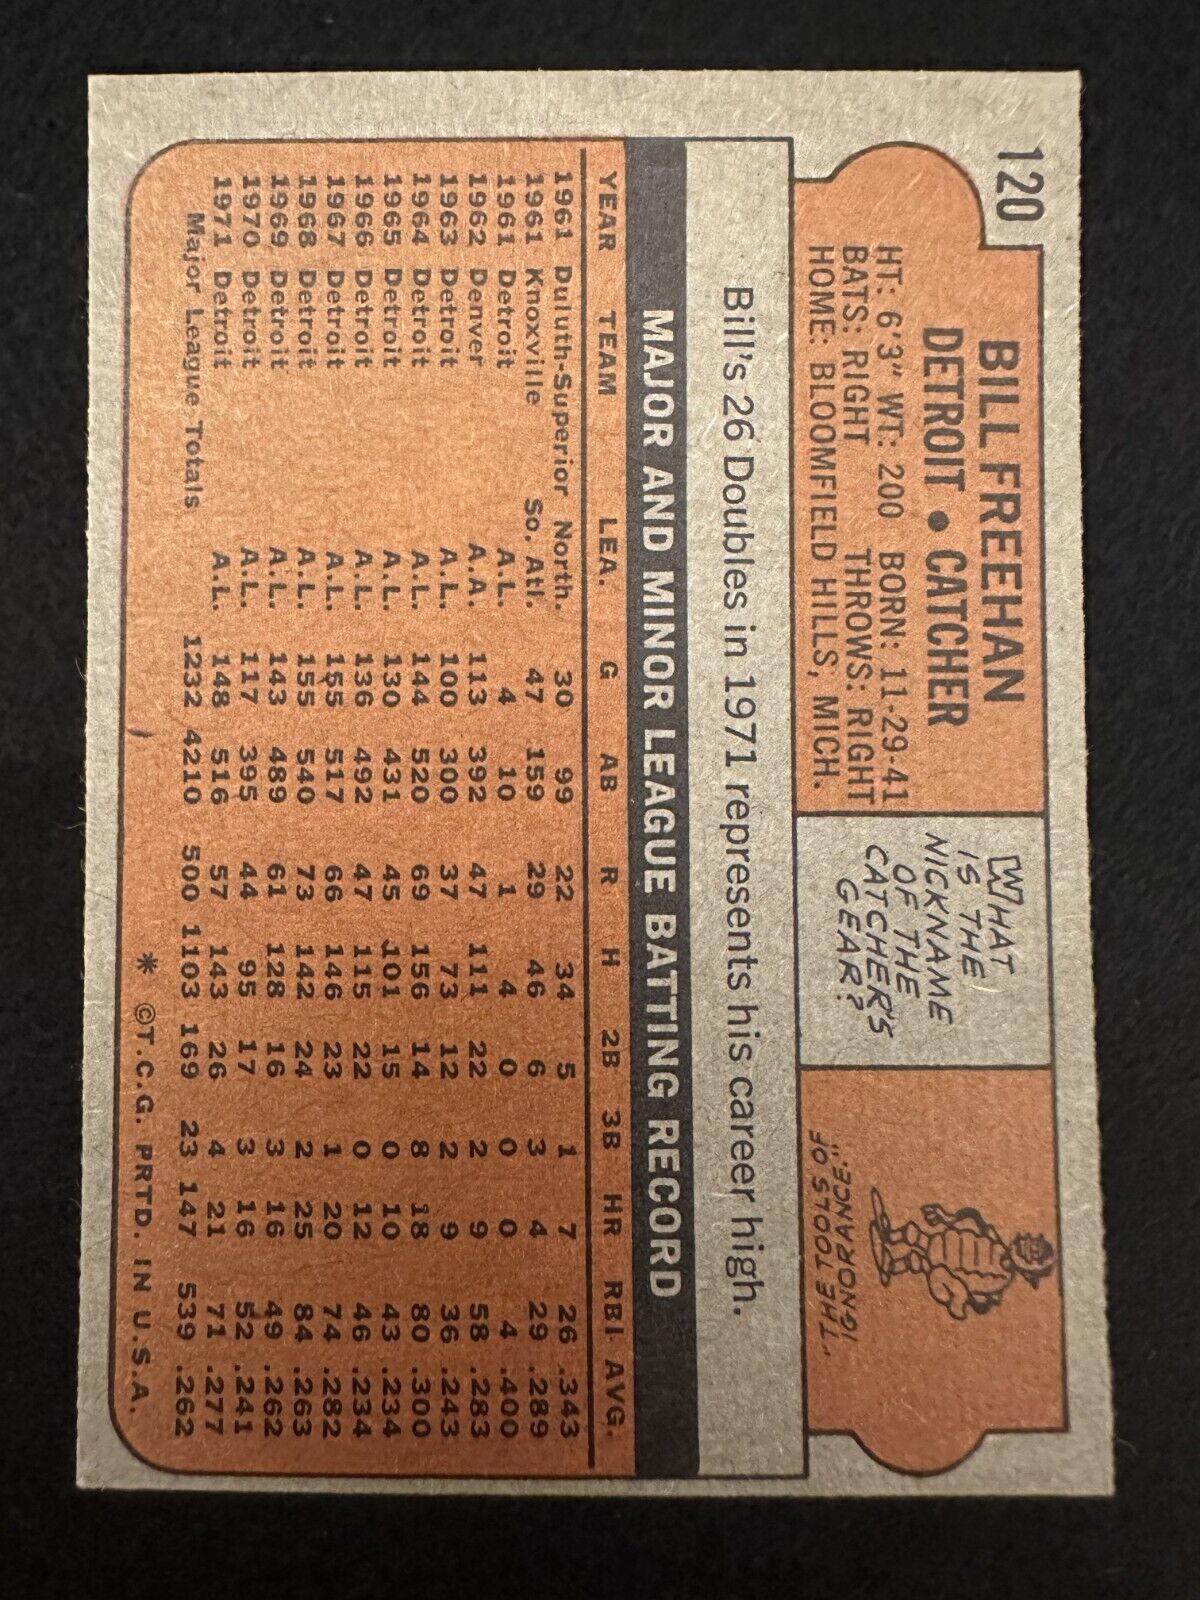 120
BILL FREEHAN
DETROIT • CATCHER
HT: 6'3" WT: 200 BORN: 11-29-41
BATS: RIGHT THROWS: RIGHT
HOME: BLOOMFIELD HILLS, MICH.
WHAT
IS THE
NICKNAME
OF THE
CATCHER'S
GEAR?
"THE TOOLS OF
IGNORANCE."
Bill's 26 Doubles in 1971 represents his career high.
MAJOR AND MINOR LEAGUE BATTING RECORD
YEAR TEAM LEA. G AB R H 2B 3B HR RBI AVG.
1961 Duluth-Superior North. 30 99 22 34 5 1 7 26 .343
1961 Knoxville So. Atl. 47 159 29 46 6 3 4 29 .289
1961 Detroit A.L. 4 10 1 4 0 0 0 4 .400
1962 Denver A.A. 113 392 47 111 22 2 9 58 .283
1963 Detroit A.L. 100 300 37 73 12 2 9 36 .243
1964 Detroit A.L. 144 520 69 156 14 8 18 80 .300
1965 Detroit A.L. 130 431 45 101 15 0 10 43 .234
1966 Detroit A.L. 136 492 47 115 22 0 12 46 .234
1967 Detroit A.L. 155 517 66 146 23 1 20 74 .282
1968 Detroit A.L. 155 540 73 142 24 2 25 84 .263
1969 Detroit A.L. 143 489 61 128 16 3 16 49 .262
1970 Detroit A.L. 117 395 44 95 17 3 16 52 .241
1971 Detroit A.L. 148 516 57 143 26 4 21 71 .277
Major League Totals 1232 4210 500 1103 169 23 147 539 .262
* ©T.C.G. PRTD. IN U.S.A.